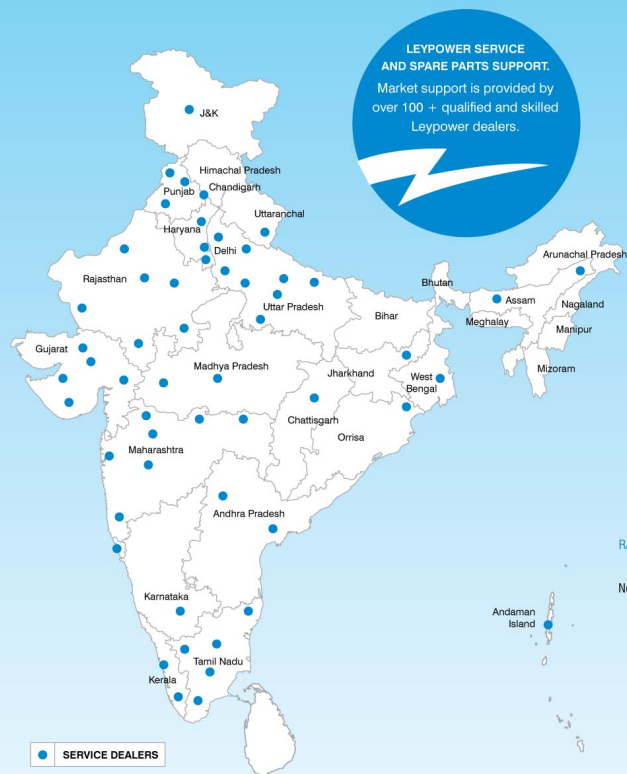 LEYPOWER SERVICE
AND SPARE PARTS SUPPORT.
Market support is provided by
over 100 + qualified and skilled
Leypower dealers.
J&K
Himachal Pradesh
Chandigarh
Punjab
Uttaranchal
Haryana
Delhi
Arunachal Pradesh
Rajasthan
Bhutan
Assam
Uttar Pradesh
Nagaland
Bihar
Meghalay
Manipur
Gujarat
Madhya Pradesh
Mizoram
Jharkhand
West
Bengal
Chattisgarh
Orrisa
Maharashtra
Andhra Pradesh
Karnataka
Andaman
Island
Tamil Nadu
Kerala
SERVICE DEALERS